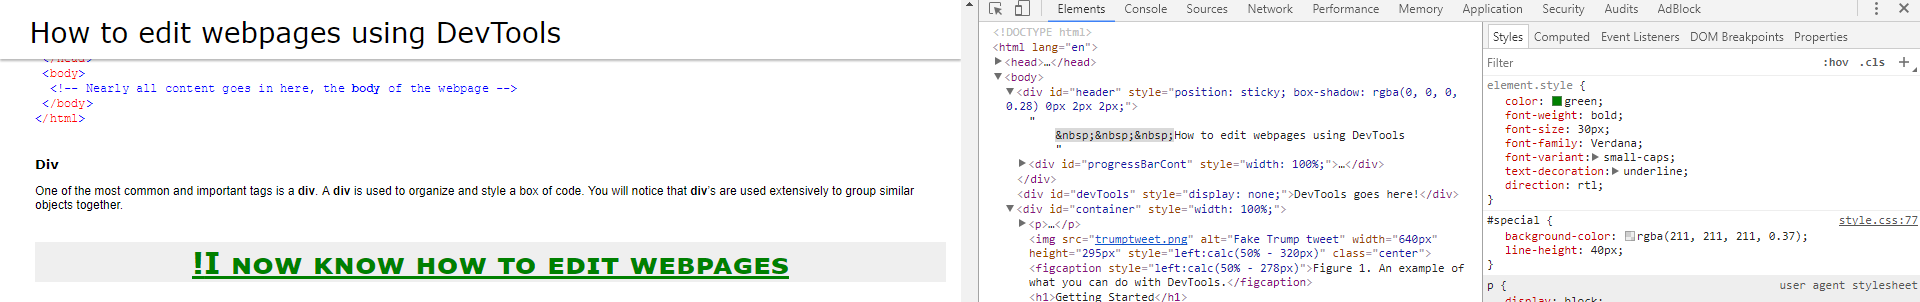 How to edit webpages using DevTools
</head>
<body>
<!-- Nearly all content goes in here, the body of the webpage -->
</body>
</html>
Div
One of the most common and important tags is a div. A div is used to organize and style a box of code. You will notice that div's are used extensively to group similar
objects together.
!I now know how to edit webpages
Elements Console Sources Network Performance Memory Application Security Audits AdBlock
<!DOCTYPE html>
<html lang="en">
▶<head>…</head>
▼<body>
▼<div id="header" style="position: sticky; box-shadow: rgba(0, 0, 0,
0.28) 0px 2px 2px;">
"
&nbsp;&nbsp;&nbsp;How to edit webpages using DevTools
"
▶<div id="progressBarCont" style="width: 100%;">…</div>
</div>
<div id="devTools" style="display: none;">DevTools goes here!</div>
▼<div id="container" style="width: 100%;">
▶<p>…</p>
<img src="trumptweet.png" alt="Fake Trump tweet" width="640px"
height="295px" style="left:calc(50% - 320px)" class="center">
<figcaption style="left:calc(50% - 278px)">Figure 1. An example of
what you can do with DevTools.</figcaption>
<h1>Getting Started</h1>
Styles Computed Event Listeners DOM Breakpoints Properties
Filter :hov .cls +
element.style {
color: green;
font-weight: bold;
font-size: 30px;
font-family: Verdana;
font-variant:▶ small-caps;
text-decoration:▶ underline;
direction: rtl;
}
#special { style.css:77
background-color: rgba(211, 211, 211, 0.37);
line-height: 40px;
}
p { user agent stylesheet
display: block;